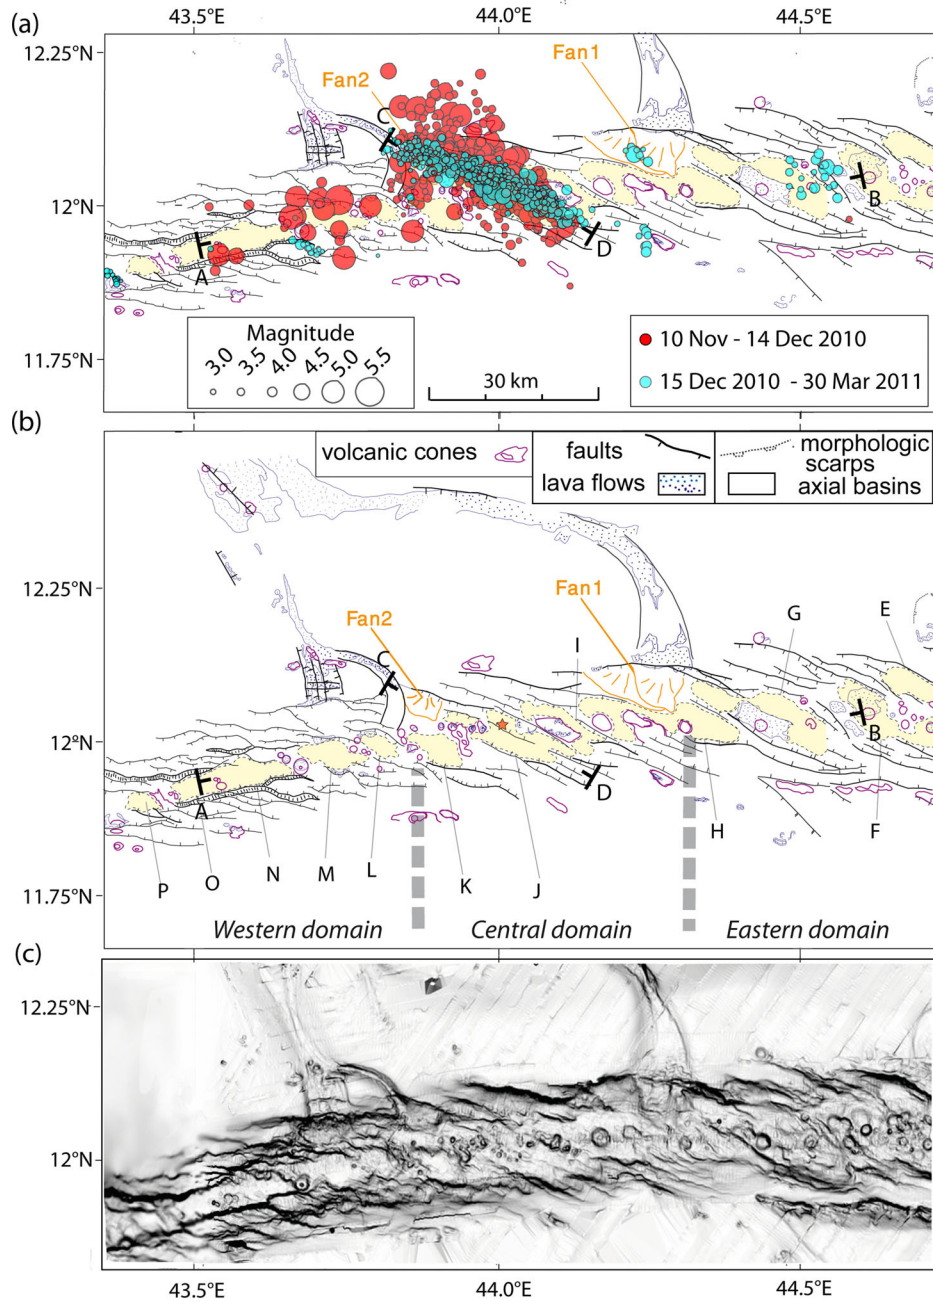 (a)
43.5°E 44.0°E 44.5°E
12.25°N
Fan2
Fan1
C
12°N
B
A
D
11.75°N
Magnitude
3.0 3.5 4.0 4.5 5.0 5.5
30 km
10 Nov - 14 Dec 2010
15 Dec 2010 - 30 Mar 2011
(b)
volcanic cones
faults
lava flows
morphologic
scarps
axial basins
12.25°N
Fan1
Fan2
G E
C I
12°N
B
A D
H F
P O N M L K J
11.75°N
Western domain Central domain Eastern domain
(c)
12.25°N
12°N
43.5°E 44.0°E 44.5°E